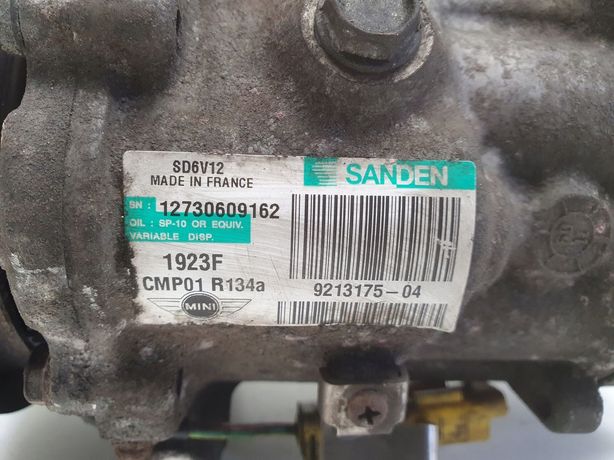 SD6V12
MADE IN FRANCE
SANDEN
SN : 12730609162
OIL : SP-10 OR EQUIV.
VARIABLE DISP.
1923F
CMP01 R134a
MINI
9213175-04